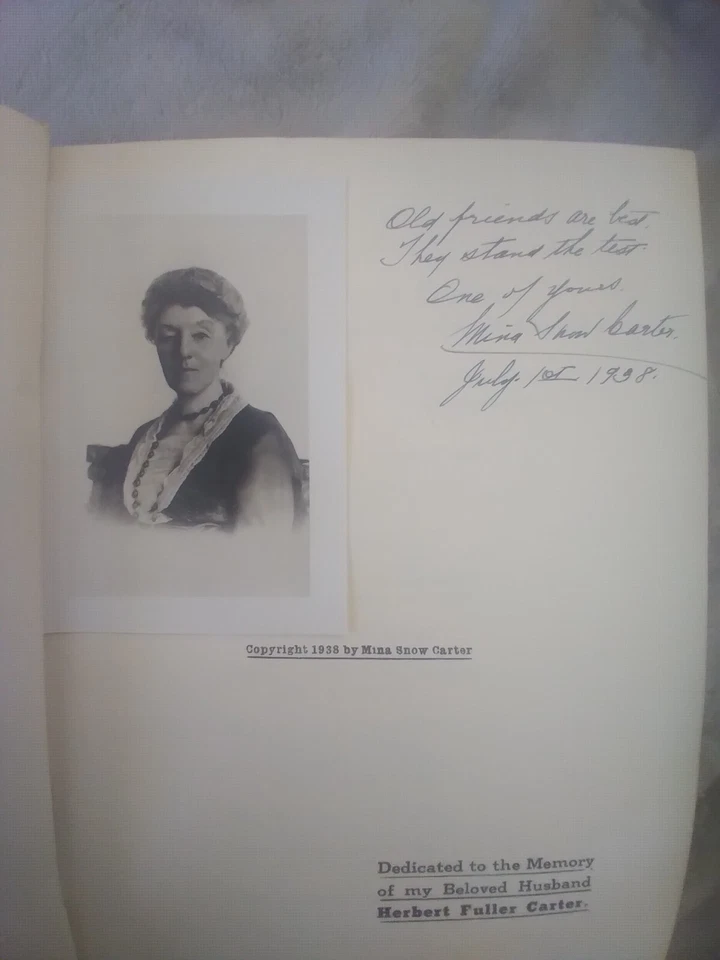 Old friends are best.
They stand the test.
One of yours.
Mina Snow Carter.
July 1st 1938.
Copyright 1938 by Mina Snow Carter
Dedicated to the Memory
of my Beloved Husband
Herbert Fuller Carter.